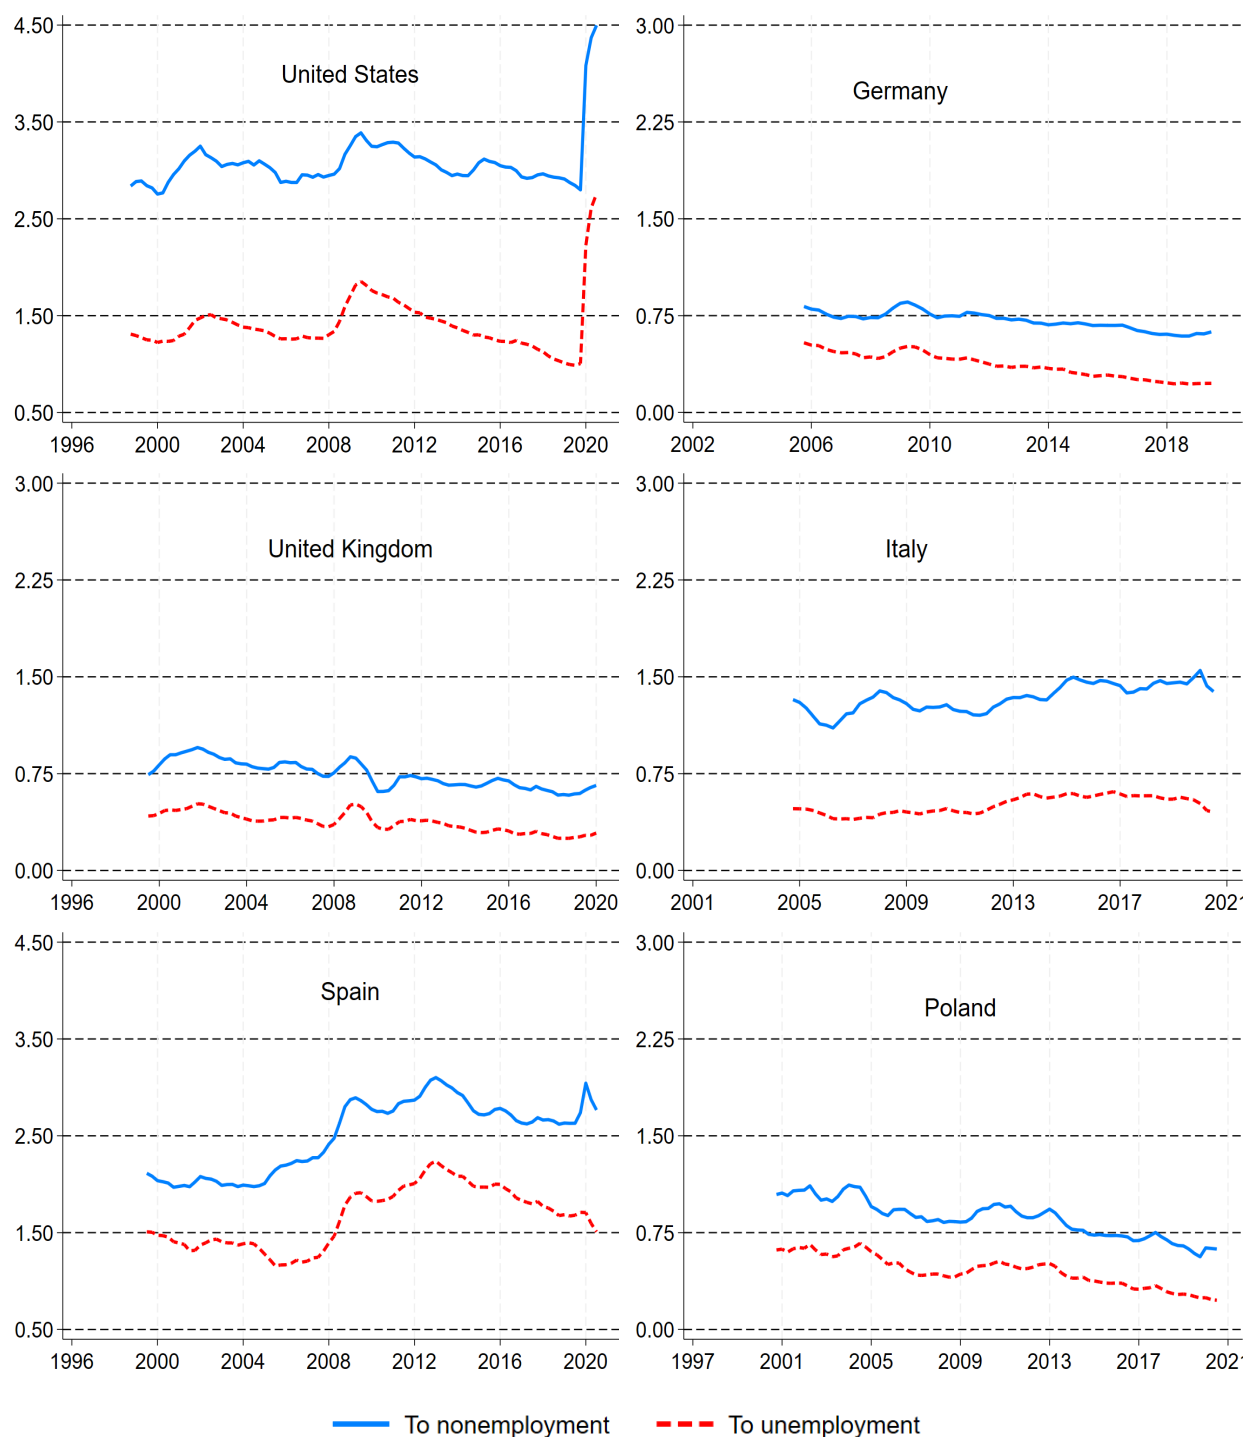 4.50
3.50
2.50
1.50
0.50
United States
1996 2000 2004 2008 2012 2016 2020
3.00
2.25
1.50
0.75
0.00
Germany
2002 2006 2010 2014 2018
3.00
2.25
1.50
0.75
0.00
United Kingdom
1996 2000 2004 2008 2012 2016 2020
3.00
2.25
1.50
0.75
0.00
Italy
2001 2005 2009 2013 2017 2021
4.50
3.50
2.50
1.50
0.50
Spain
1996 2000 2004 2008 2012 2016 2020
3.00
2.25
1.50
0.75
0.00
Poland
1997 2001 2005 2009 2013 2017 2021
To nonemployment To unemployment